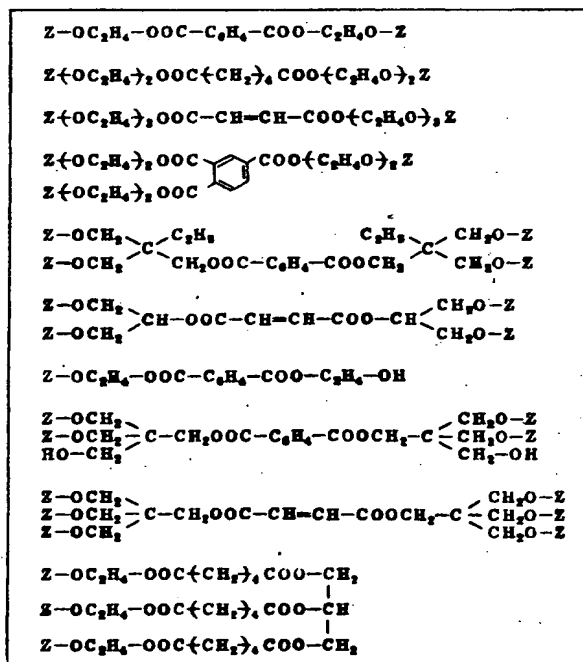 Z—OC₂H₄—OOC—C₆H₄—COO—C₂H₄O—Z
Z(OC₂H₄)₂OOC(CH₂)₄COO(C₂H₄O)₂Z
Z(OC₂H₄)₃OOC—CH=CH—COO(C₂H₄O)₃Z
Z(OC₂H₄)₂OOC COO(C₂H₄O)₂Z
Z(OC₂H₄)₂OOC
Z—OCH₂ C₂H₅ C₂H₅ CH₂O—Z
C C
Z—OCH₂ CH₂OOC—C₆H₄—COOCH₂ CH₂O—Z
Z—OCH₂ CH₂O—Z
CH—OOC—CH=CH—COO—CH
Z—OCH₂ CH₂O—Z
Z—OC₂H₄—OOC—C₆H₄—COO—C₂H₄—OH
Z—OCH₂ CH₂O—Z
Z—OCH₂—C—CH₂OOC—C₆H₄—COOCH₂—C—CH₂O—Z
HO—CH₂ CH₂—OH
Z—OCH₂ CH₂O—Z
Z—OCH₂—C—CH₂OOC—CH=CH—COOCH₂—C—CH₂O—Z
Z—OCH₂ CH₂O—Z
Z—OC₂H₄—OOC(CH₂)₄COO—CH₂
Z—OC₂H₄—OOC(CH₂)₄COO—CH
Z—OC₂H₄—OOC(CH₂)₄COO—CH₂